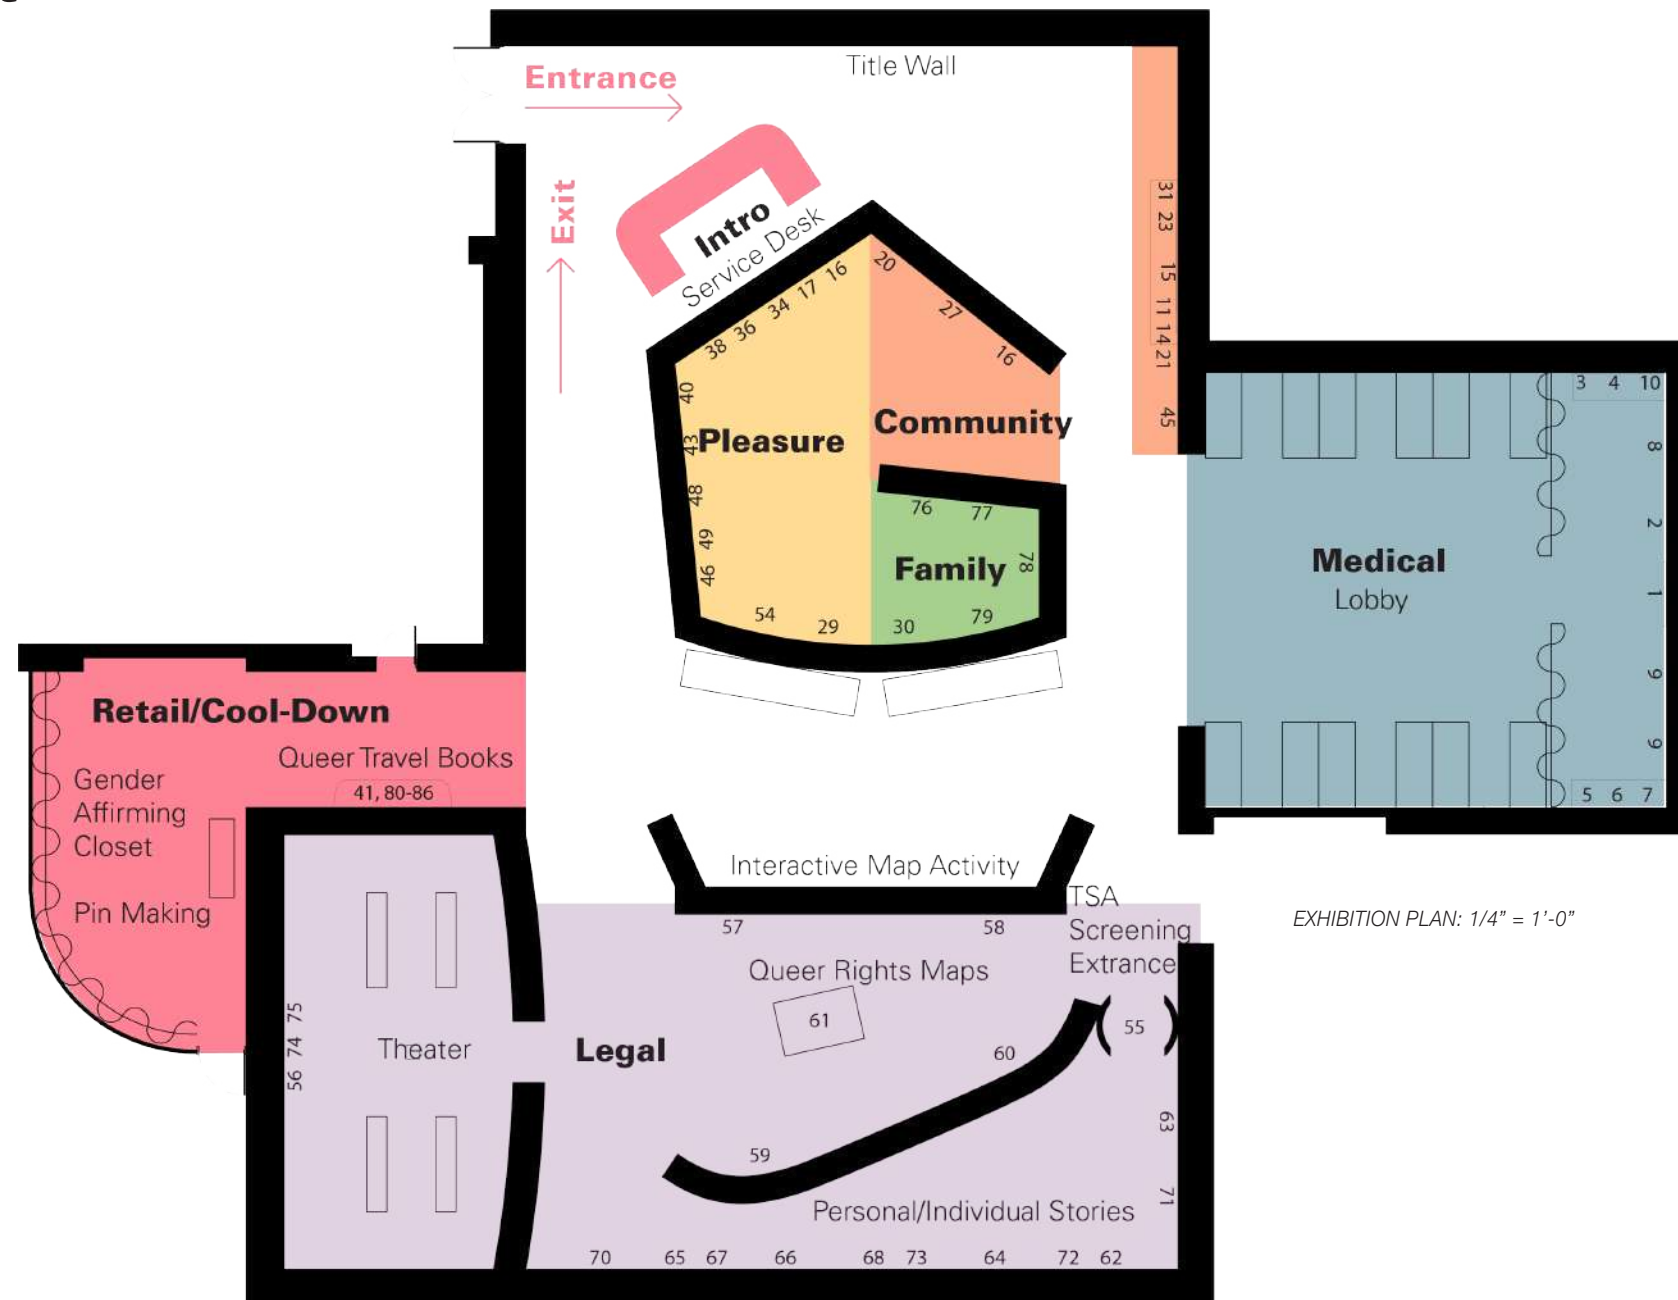 Title Wall
Entrance
Exit
Intro
Service Desk
31 23 15 11 14 21 45
20
27
16
16
17
34
36
38
40
43
48
49
46
54
29
Pleasure
Community
76 77
78
Family
30 79
3 4 10
8
2
1
9
9
5 6 7
Medical
Lobby
Retail/Cool-Down
Queer Travel Books
41, 80-86
Gender
Affirming
Closet
Pin Making
Interactive Map Activity
TSA
Screening
Extrance
EXHIBITION PLAN: 1/4” = 1’-0”
57 58
Queer Rights Maps
61
55
60
59
Theater
56 74 75
Legal
63
71
Personal/Individual Stories
70 65 67 66 68 73 64 72 62